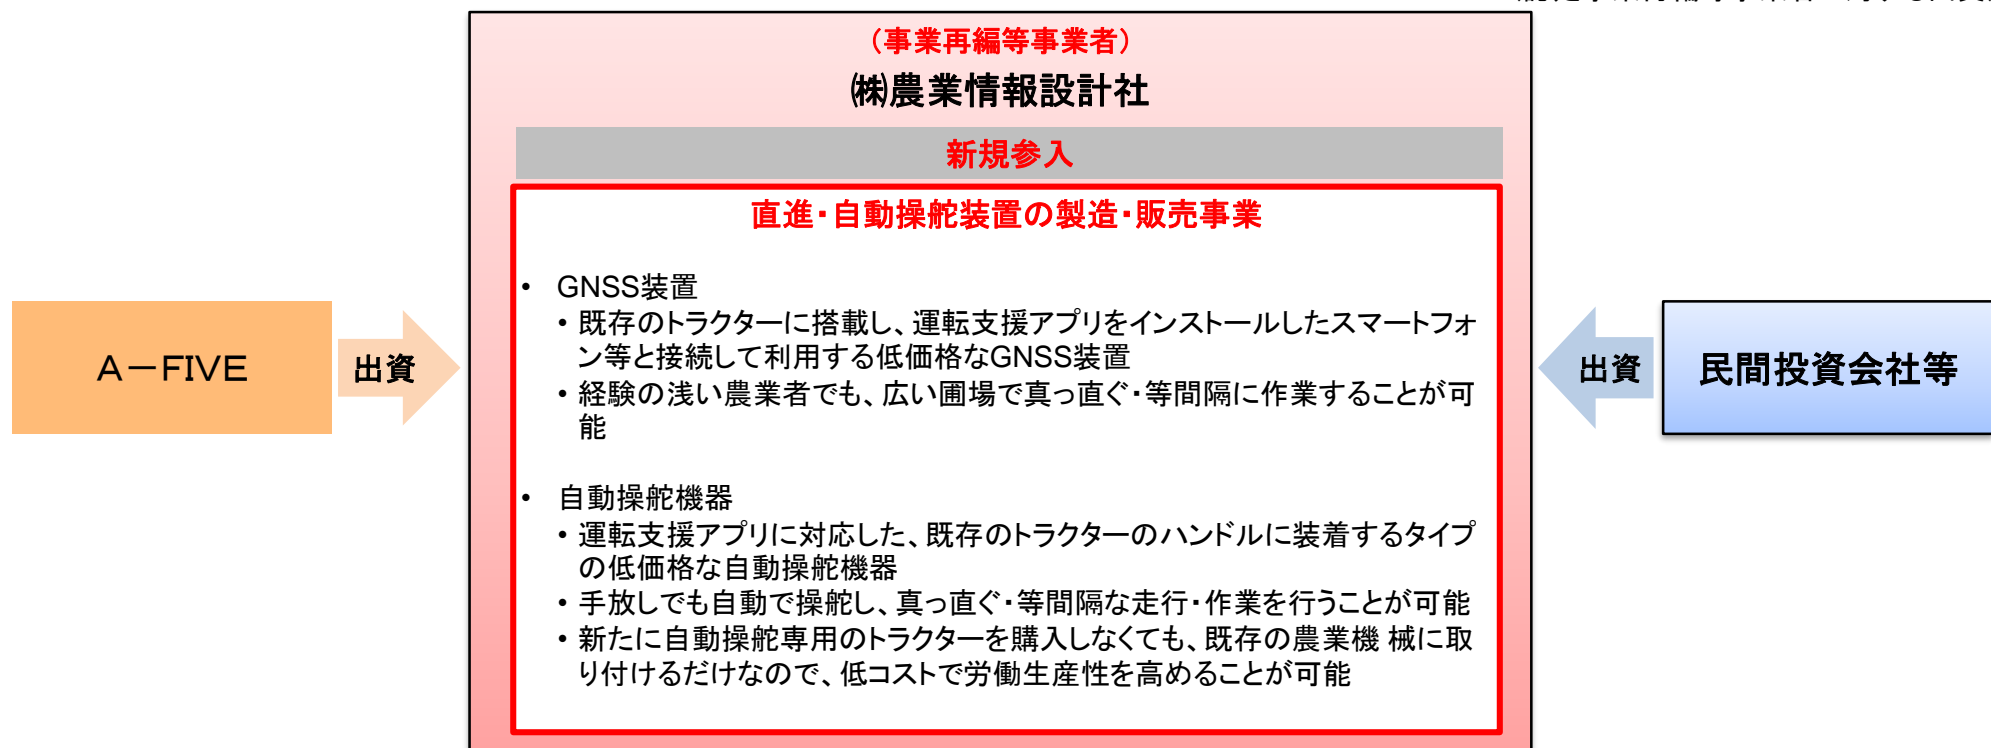 （事業再編等事業者）
㈱農業情報設計社
新規参入
直進・自動操舵装置の製造・販売事業
• GNSS装置
• 既存のトラクターに搭載し、運転支援アプリをインストールしたスマートフォ
ン等と接続して利用する低価格なGNSS装置
• 経験の浅い農業者でも、広い圃場で真っ直ぐ・等間隔に作業することが可
能
• 自動操舵機器
• 運転支援アプリに対応した、既存のトラクターのハンドルに装着するタイプ
の低価格な自動操舵機器
• 手放しでも自動で操舵し、真っ直ぐ・等間隔な走行・作業を行うことが可能
• 新たに自動操舵専用のトラクターを購入しなくても、既存の農業機 械に取
り付けるだけなので、低コストで労働生産性を高めることが可能
Ａ－FIVE
出資
出資
民間投資会社等